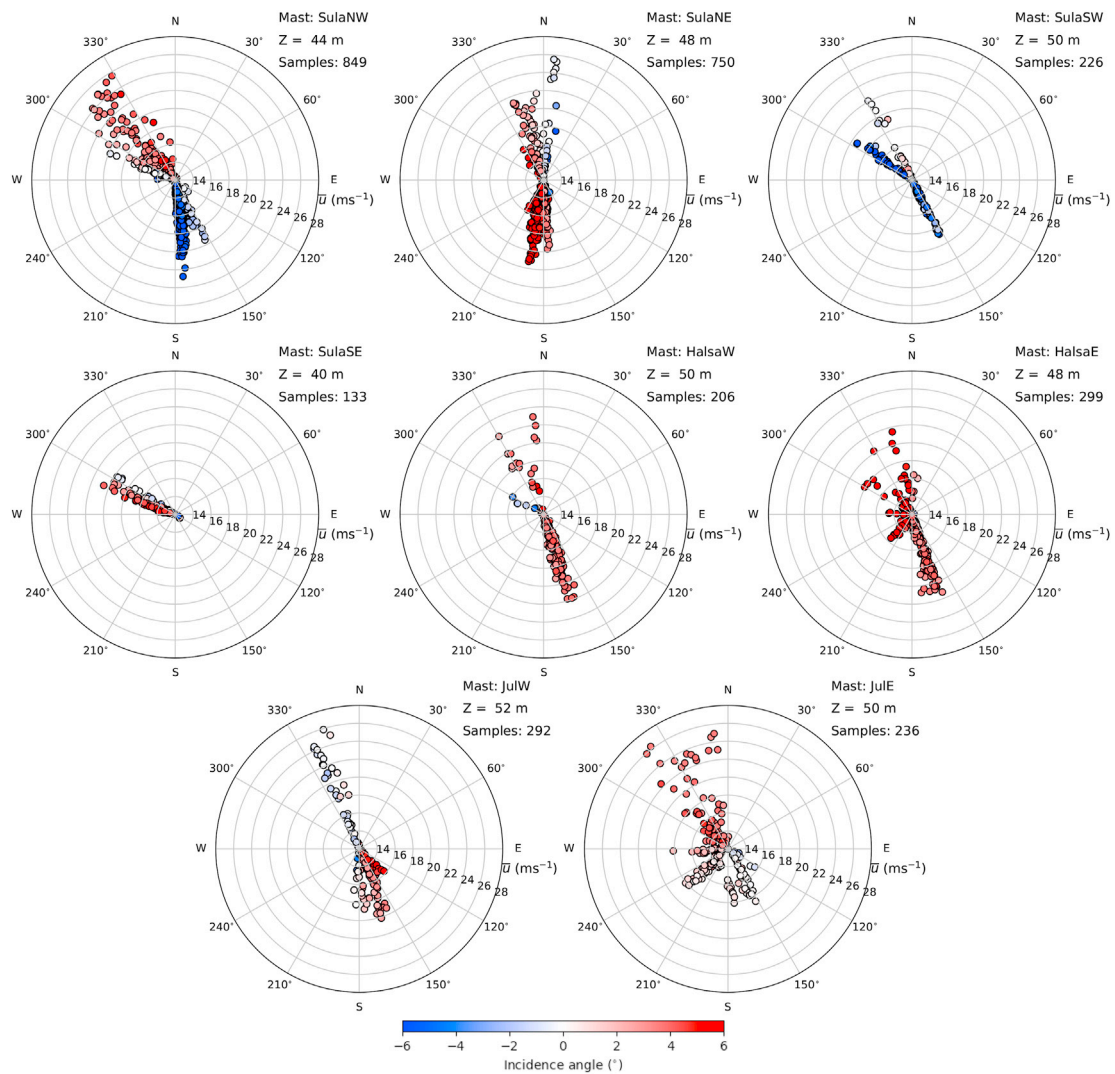 N
Mast: SulaNW
330° 30°
Z = 44 m
Samples: 849
300° 60°
W 14 16 18 20 22 24 26 28 E
u̅ (ms⁻¹)
240° 120°
210° 150°
S
N
Mast: SulaNE
330° 30°
Z = 48 m
Samples: 750
300° 60°
W 14 16 18 20 22 24 26 28 E
u̅ (ms⁻¹)
240° 120°
210° 150°
S
N
Mast: SulaSW
330° 30°
Z = 50 m
Samples: 226
300° 60°
W 14 16 18 20 22 24 26 28 E
u̅ (ms⁻¹)
240° 120°
210° 150°
S
N
Mast: SulaSE
330° 30°
Z = 40 m
Samples: 133
300° 60°
W 14 16 18 20 22 24 26 28 E
u̅ (ms⁻¹)
240° 120°
210° 150°
S
N
Mast: HalsaW
330° 30°
Z = 50 m
Samples: 206
300° 60°
W 14 16 18 20 22 24 26 28 E
u̅ (ms⁻¹)
240° 120°
210° 150°
S
N
Mast: HalsaE
330° 30°
Z = 48 m
Samples: 299
300° 60°
W 14 16 18 20 22 24 26 28 E
u̅ (ms⁻¹)
240° 120°
210° 150°
S
N
Mast: JulW
330° 30°
Z = 52 m
Samples: 292
300° 60°
W 14 16 18 20 22 24 26 28 E
u̅ (ms⁻¹)
240° 120°
210° 150°
S
N
Mast: JulE
330° 30°
Z = 50 m
Samples: 236
300° 60°
W 14 16 18 20 22 24 26 28 E
u̅ (ms⁻¹)
240° 120°
210° 150°
S
−6 −4 −2 0 2 4 6
Incidence angle (°)